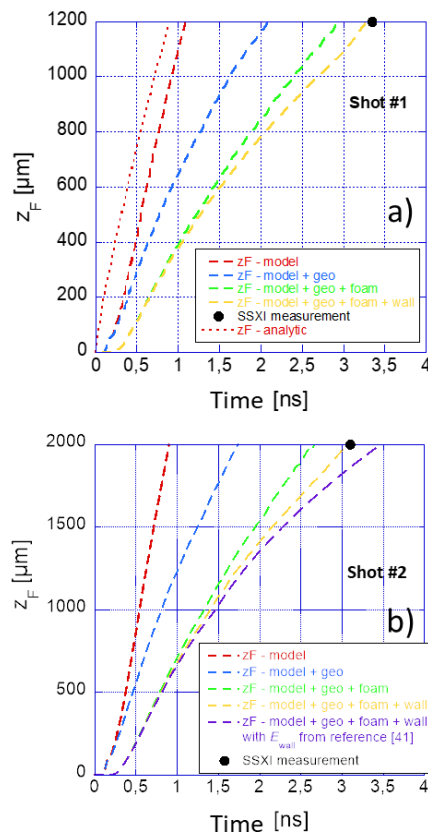 1200
1000
800
600
400
200
0
z_F [µm]
Shot #1
a)
zF - model
zF - model + geo
zF - model + geo + foam
zF - model + geo + foam + wall
SSXI measurement
zF - analytic
0 0,5 1 1,5 2 2,5 3 3,5 4
Time [ns]
2000
1500
1000
500
0
z_F [µm]
Shot #2
b)
zF - model
zF - model + geo
zF - model + geo + foam
zF - model + geo + foam + wall
zF - model + geo + foam + wall
with E_wall from reference [41]
SSXI measurement
0 0,5 1 1,5 2 2,5 3 3,5 4
Time [ns]